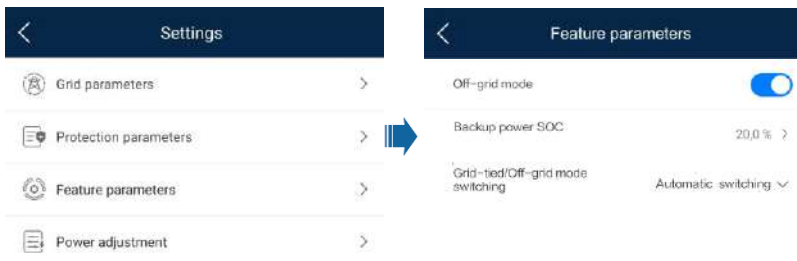 Settings
Grid parameters
Protection parameters
Feature parameters
Power adjustment
Feature parameters
Off-grid mode
Backup power SOC
20,0 %
Grid-tied/Off-grid mode
switching
Automatic switching